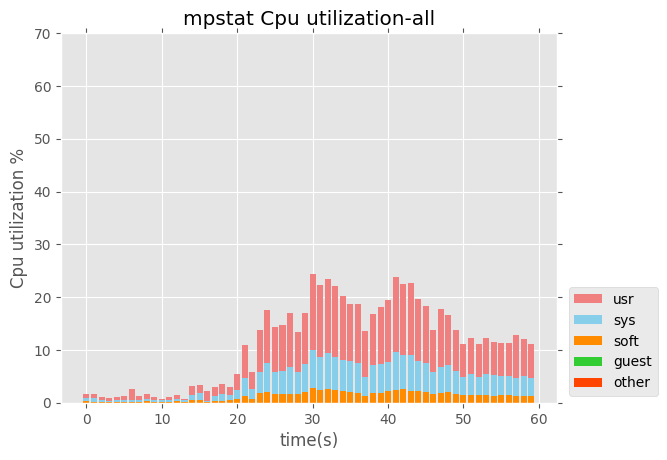 mpstat Cpu utilization-all
70
60
50
40
30
20
10
0
Cpu utilization %
0 10 20 30 40 50 60
time(s)
usr
sys
soft
guest
other